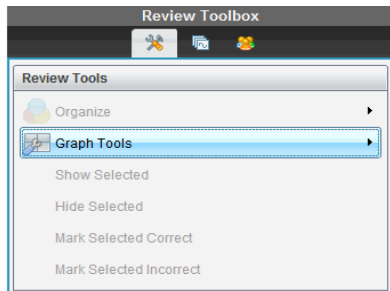 Review Toolbox
Review Tools
Organize
Graph Tools
Show Selected
Hide Selected
Mark Selected Correct
Mark Selected Incorrect